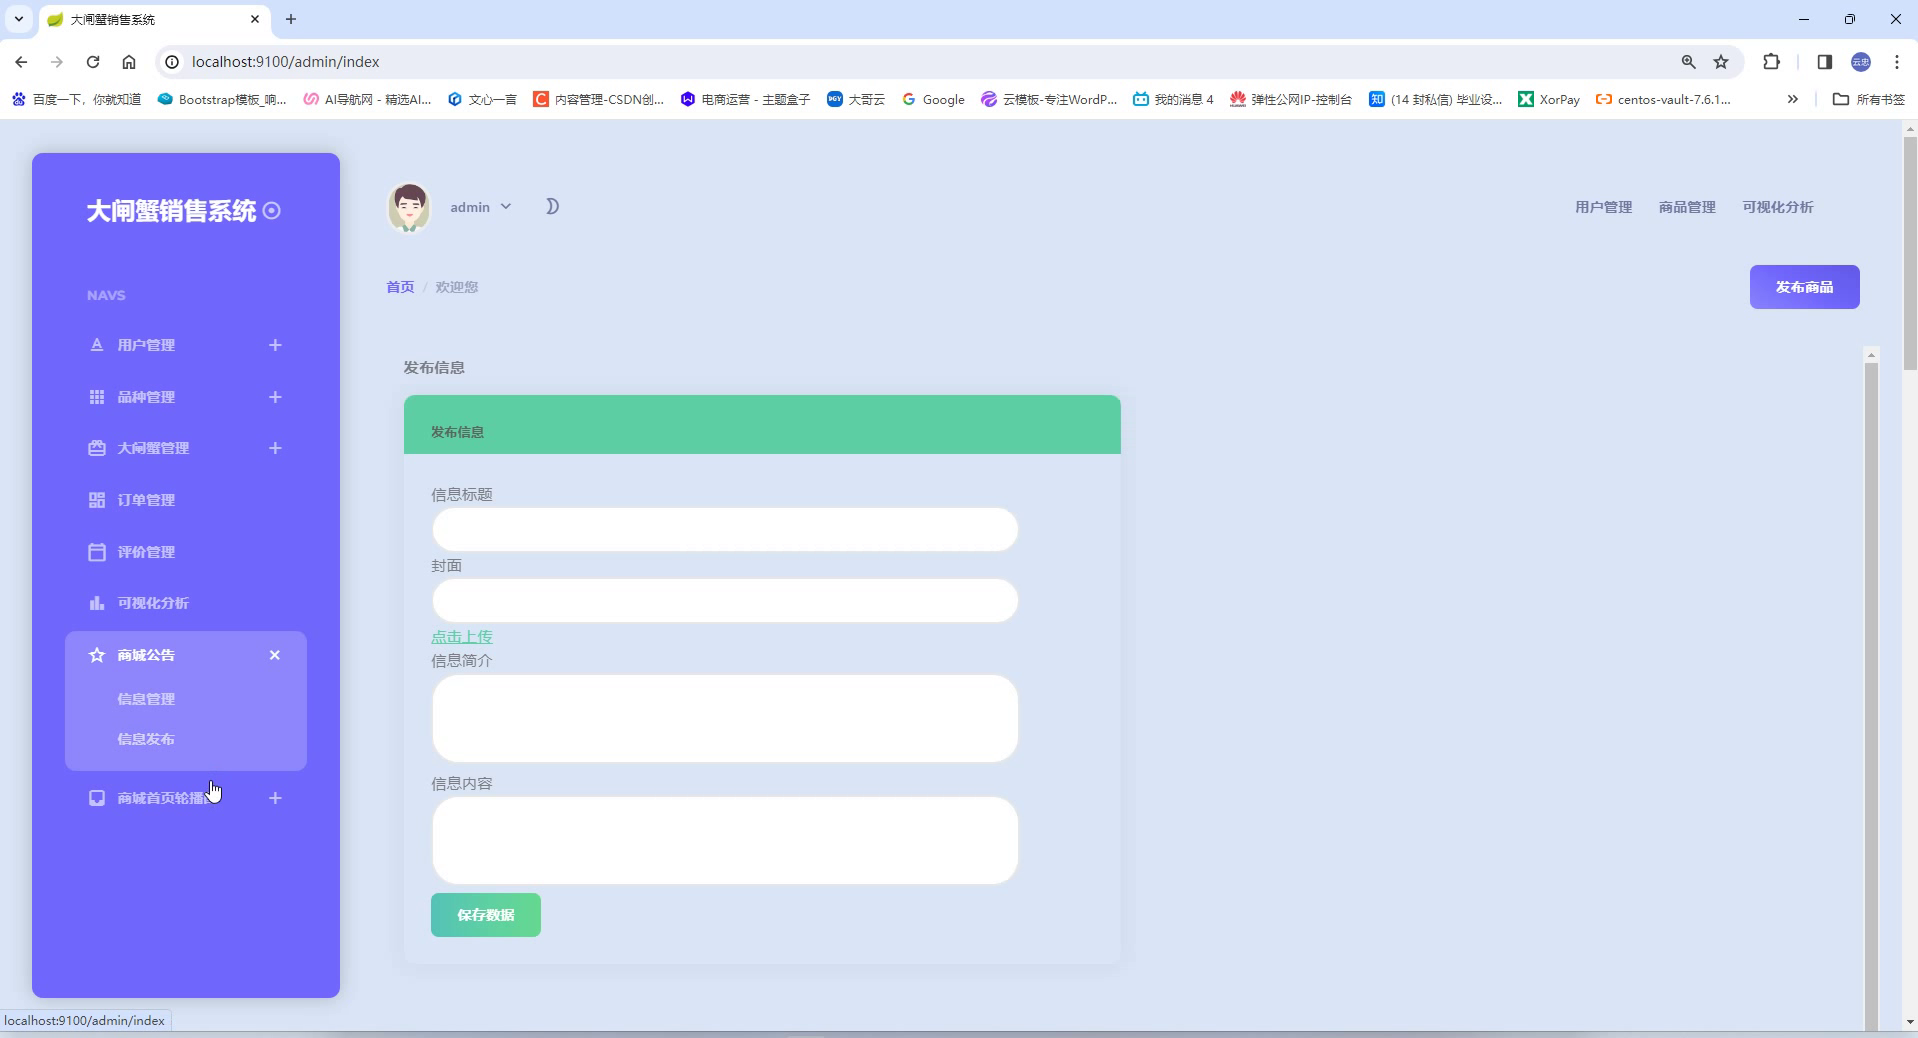 大闸蟹销售系统
localhost:9100/admin/index
百度一下，你就知道
Bootstrap模板_响...
AI导航网 - 精选AI...
文心一言
内容管理-CSDN创...
电商运营 - 主题盒子
大哥云
Google
云模板-专注WordP...
我的消息 4
弹性公网IP-控制台
(14 封私信) 毕业设...
XorPay
centos-vault-7.6.1...
所有书签
大闸蟹销售系统
NAVS
用户管理
品种管理
大闸蟹管理
订单管理
评价管理
可视化分析
商城公告
信息管理
信息发布
商城首页轮播
admin
用户管理
商品管理
可视化分析
首页 / 欢迎您
发布商品
发布信息
发布信息
信息标题
封面
点击上传
信息简介
信息内容
保存数据
localhost:9100/admin/index